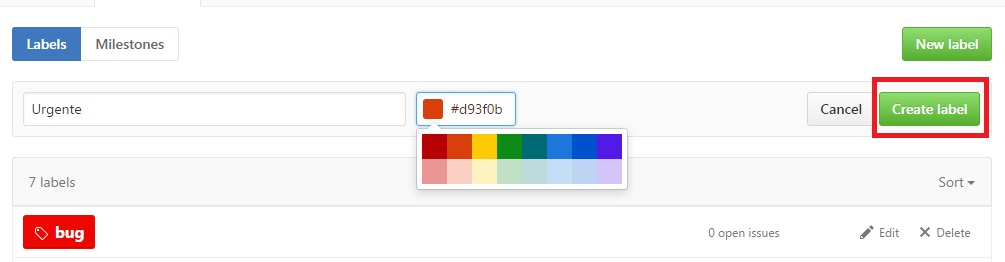 Labels Milestones New label
Urgente #d93f0b Cancel Create label
7 labels Sort
bug 0 open issues Edit Delete